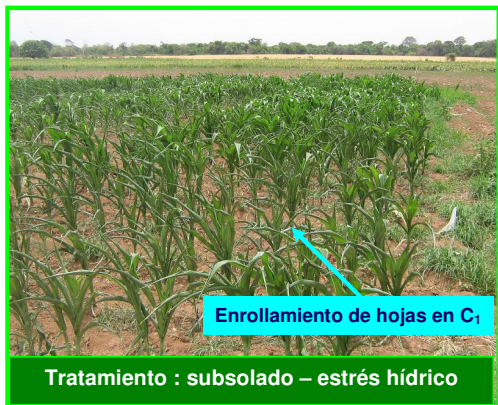 Enrollamiento de hojas en C₁
Tratamiento : subsolado – estrés hídrico